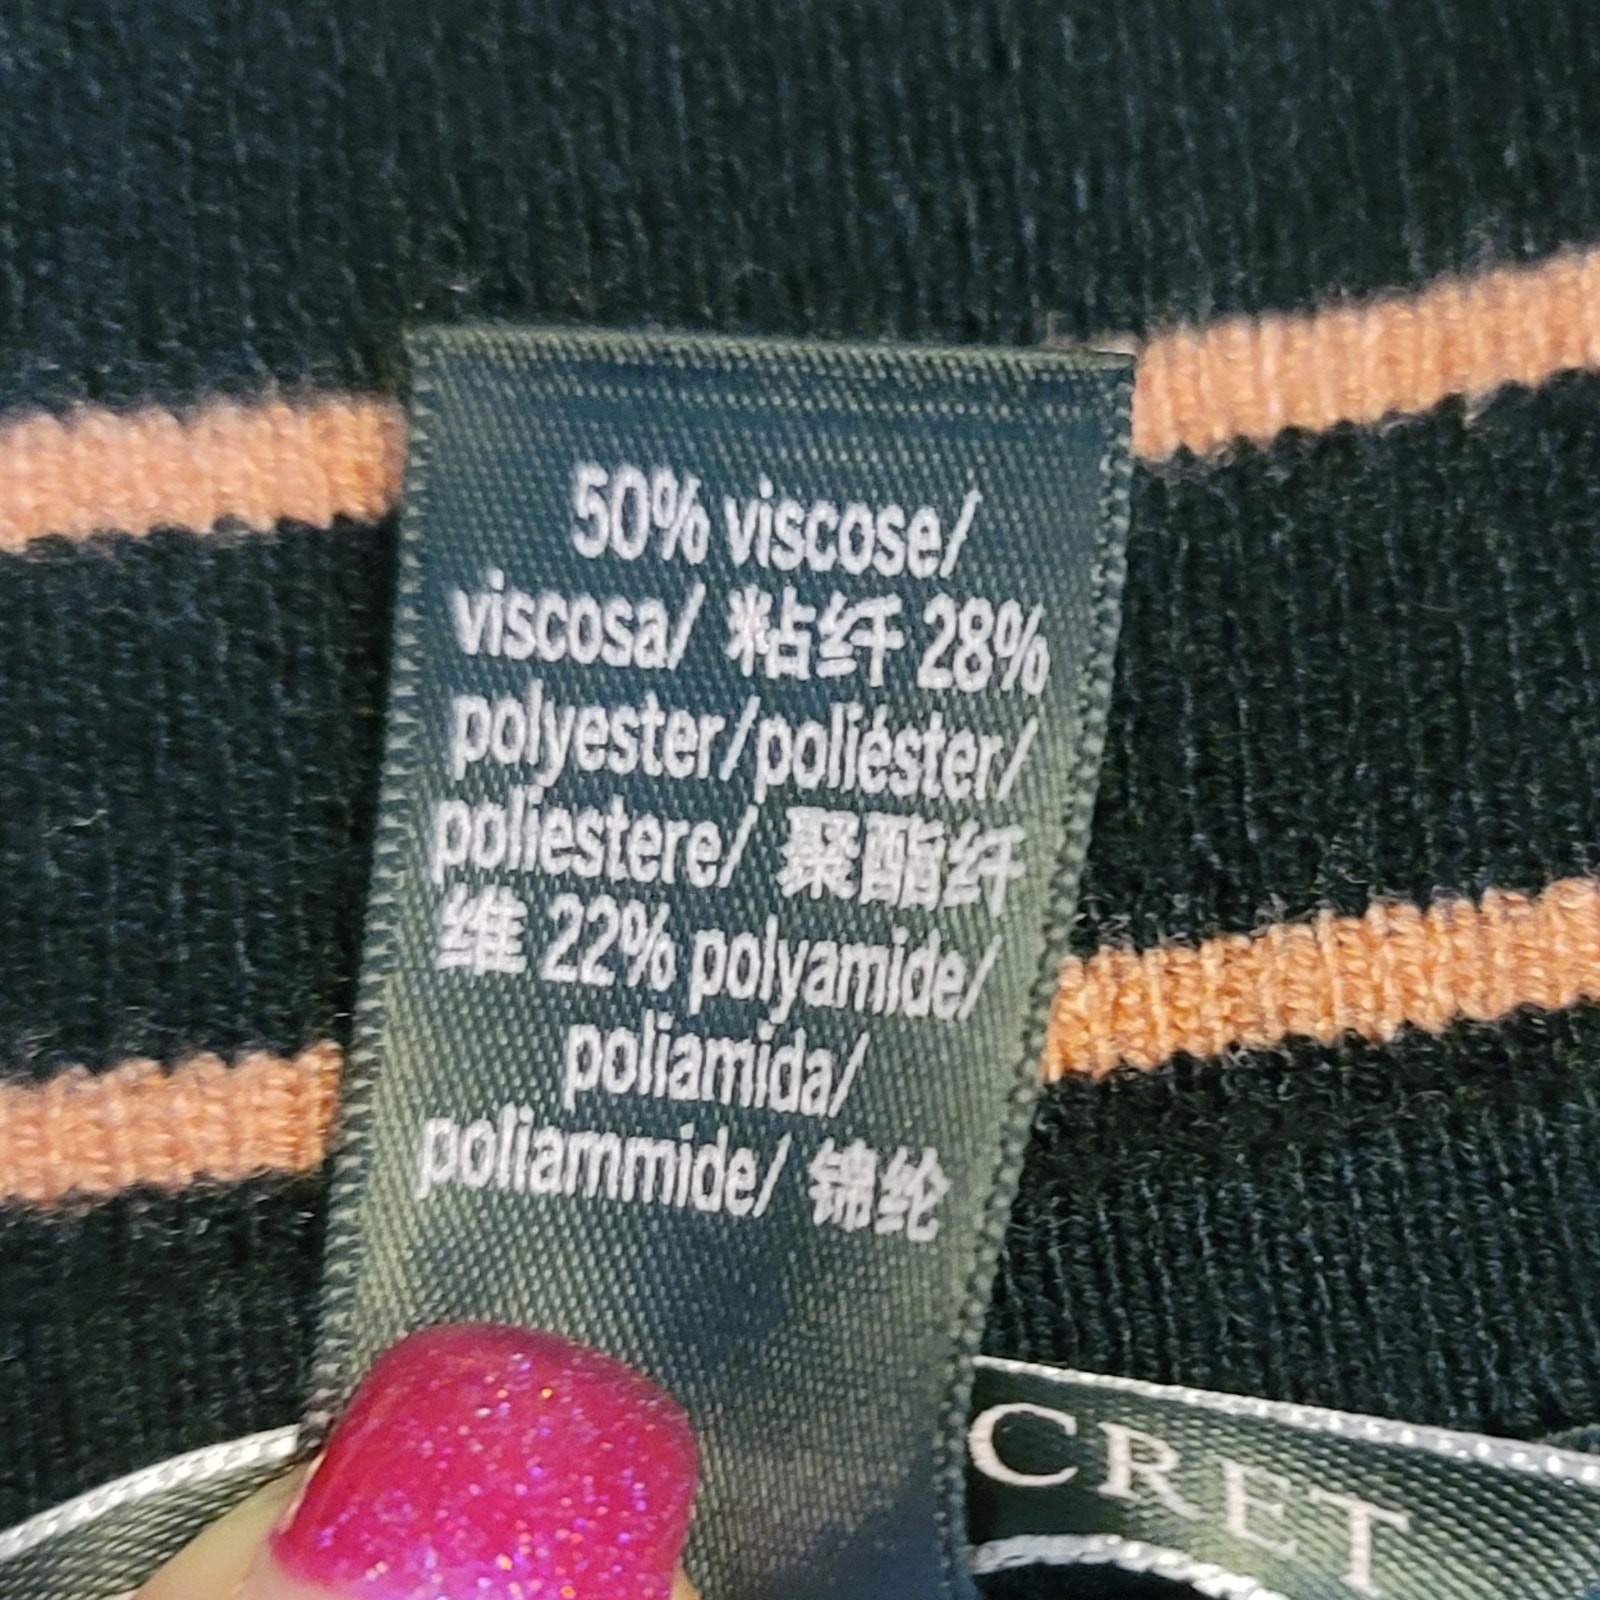 50% viscose/
viscosa/ 粘纤 28%
polyester/poliéster/
poliestere/ 聚酯纤
维 22% polyamide/
poliamida/
poliammide/ 锦纶
CRET